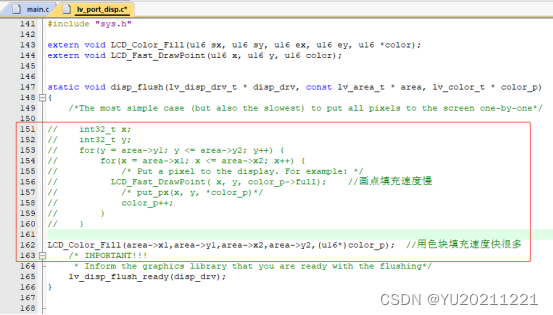 main.c lv_port_disp.c*
141 #include "sys.h"
142
143 extern void LCD_Color_Fill(u16 sx, u16 sy, u16 ex, u16 ey, u16 *color);
144 extern void LCD_Fast_DrawPoint(u16 x, u16 y, u16 color);
145
146
147 static void disp_flush(lv_disp_drv_t * disp_drv, const lv_area_t * area, lv_color_t * color_p)
148 {
149 /*The most simple case (but also the slowest) to put all pixels to the screen one-by-one*/
150
151 // int32_t x;
152 // int32_t y;
153 // for(y = area->y1; y <= area->y2; y++) {
154 // for(x = area->x1; x <= area->x2; x++) {
155 // /* Put a pixel to the display. For example: */
156 // LCD_Fast_DrawPoint( x, y, color_p->full); //画点填充速度慢
157 // /* put_px(x, y, *color_p)*/
158 // color_p++;
159 // }
160 // }
161
162 LCD_Color_Fill(area->x1,area->y1,area->x2,area->y2,(u16*)color_p); //用色块填充速度快很多
163 /* IMPORTANT!!!
164 * Inform the graphics library that you are ready with the flushing*/
165 lv_disp_flush_ready(disp_drv);
166 }
167
168
CSDN @YU20211221